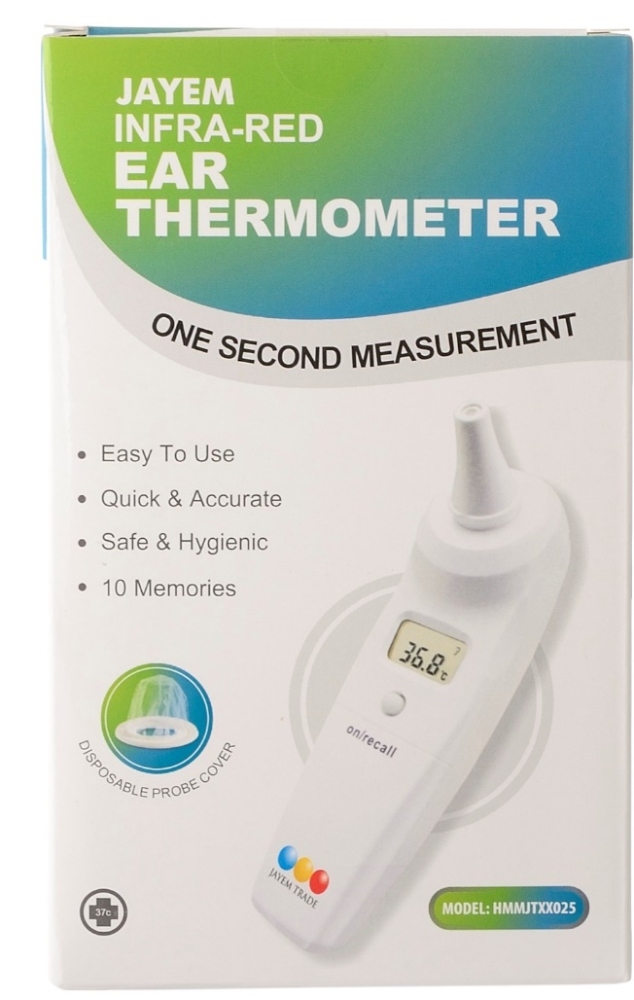 JAYEM
INFRA-RED
EAR
THERMOMETER
ONE SECOND MEASUREMENT
• Easy To Use
• Quick & Accurate
• Safe & Hygienic
• 10 Memories
36.8 °c
on/recall
DISPOSABLE PROBE COVER
JAYEM TRADE
37c
MODEL: HMMJTXX025